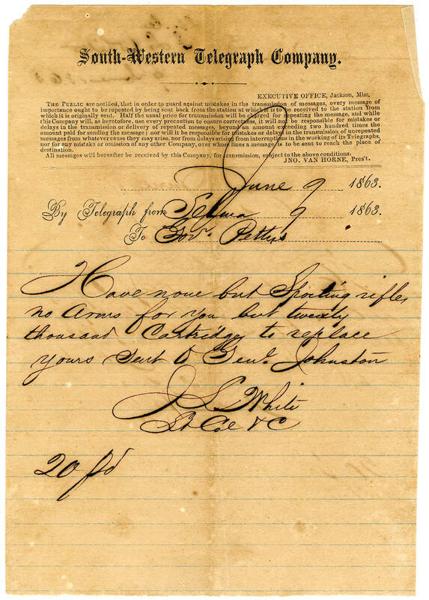 South-Western Telegraph Company.
EXECUTIVE OFFICE, Jackson, Miss,
THE PUBLIC are notified, that in order to guard against mistakes in the transmission of messages, every message of
importance ought to be repeated by being sent back from the station at which it is to be received to the station from
which it is originally sent. Half the usual price for transmission will be charged for repeating the message, and while
this Company will, as heretofore, use every precaution to ensure correctness, it will not be responsible for mistakes or
delays in the transmission or delivery of repeated messages, beyond an amount exceeding two hundred times the
amount paid for sending the message; nor will it be responsible for mistakes or delays in the transmission of unrepeated
messages from whatever cause they may arise, nor from delays arising from interruptions in the working of its Telegraphs,
nor for any mistake or omission of any other Company, over whose lines a message is to be sent to reach the place of
destination.
All messages will hereafter be received by this Company, for transmission, subject to the above conditions.
JNO. VAN HORNE, Pres't.
June 9 1863.
By Telegraph from Selma 9 1863.
To Gov. Pettus
Have none but Sporting rifles
no Arms for you but twenty
thousand Cartridges to replace
yours Sent to Genl. Johnston
J L White
Lt Col &C
20 pd